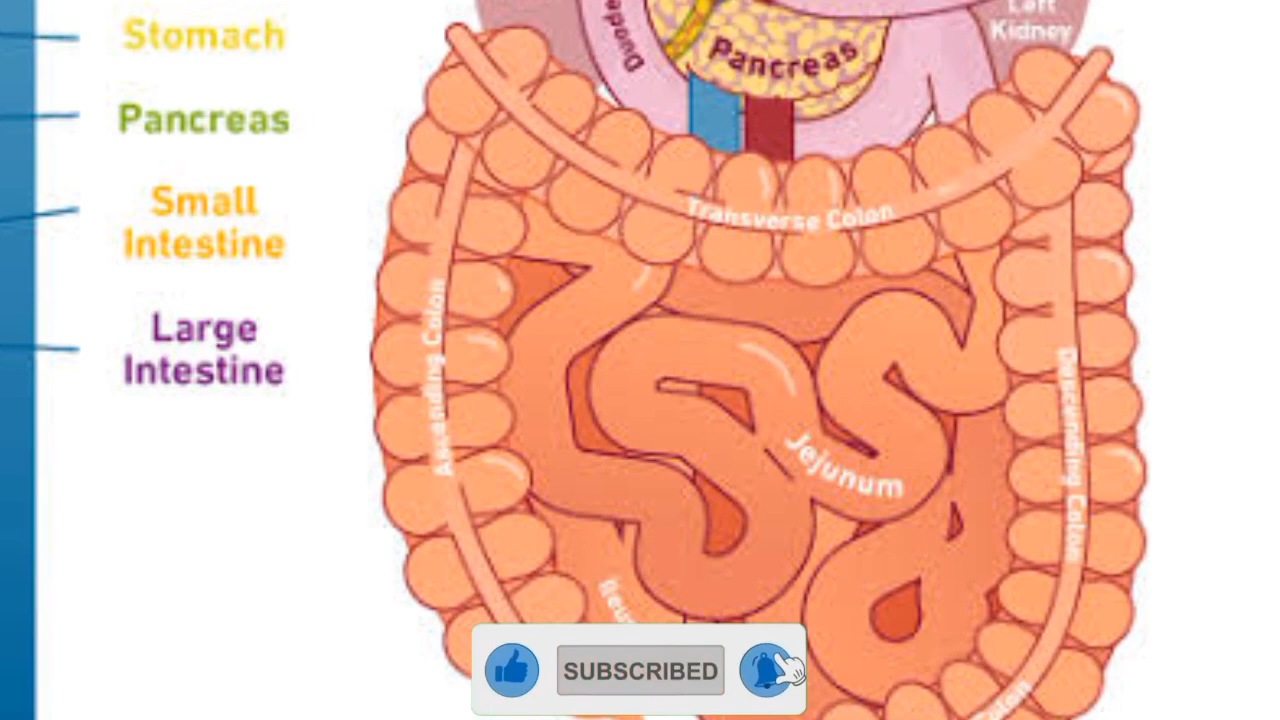 Stomach
Pancreas
Small
Intestine
Large
Intestine
Left
Kidney
Pancreas
Transverse Colon
Ascending Colon
Descending Colon
Jejunum
SUBSCRIBED